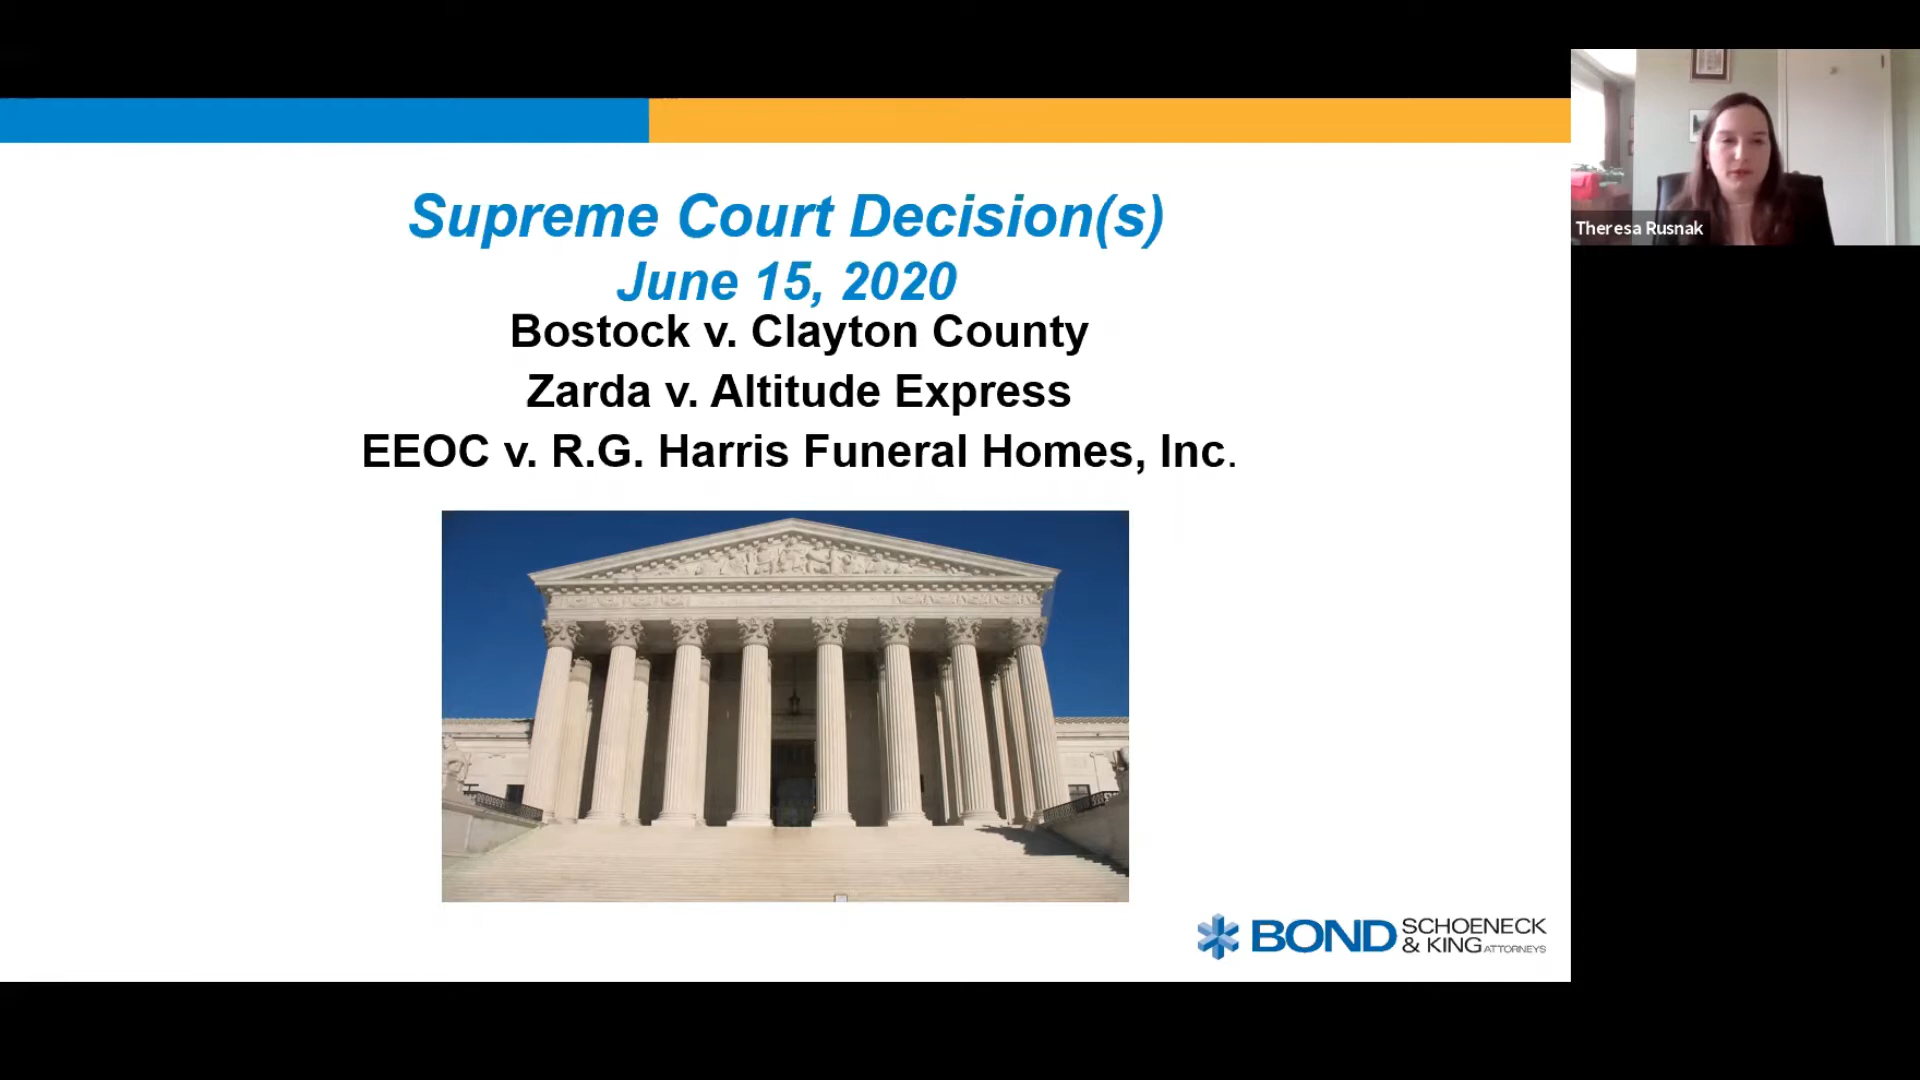 Supreme Court Decision(s)
June 15, 2020
Bostock v. Clayton County
Zarda v. Altitude Express
EEOC v. R.G. Harris Funeral Homes, Inc.
Theresa Rusnak
BOND SCHOENECK
& KING ATTORNEYS